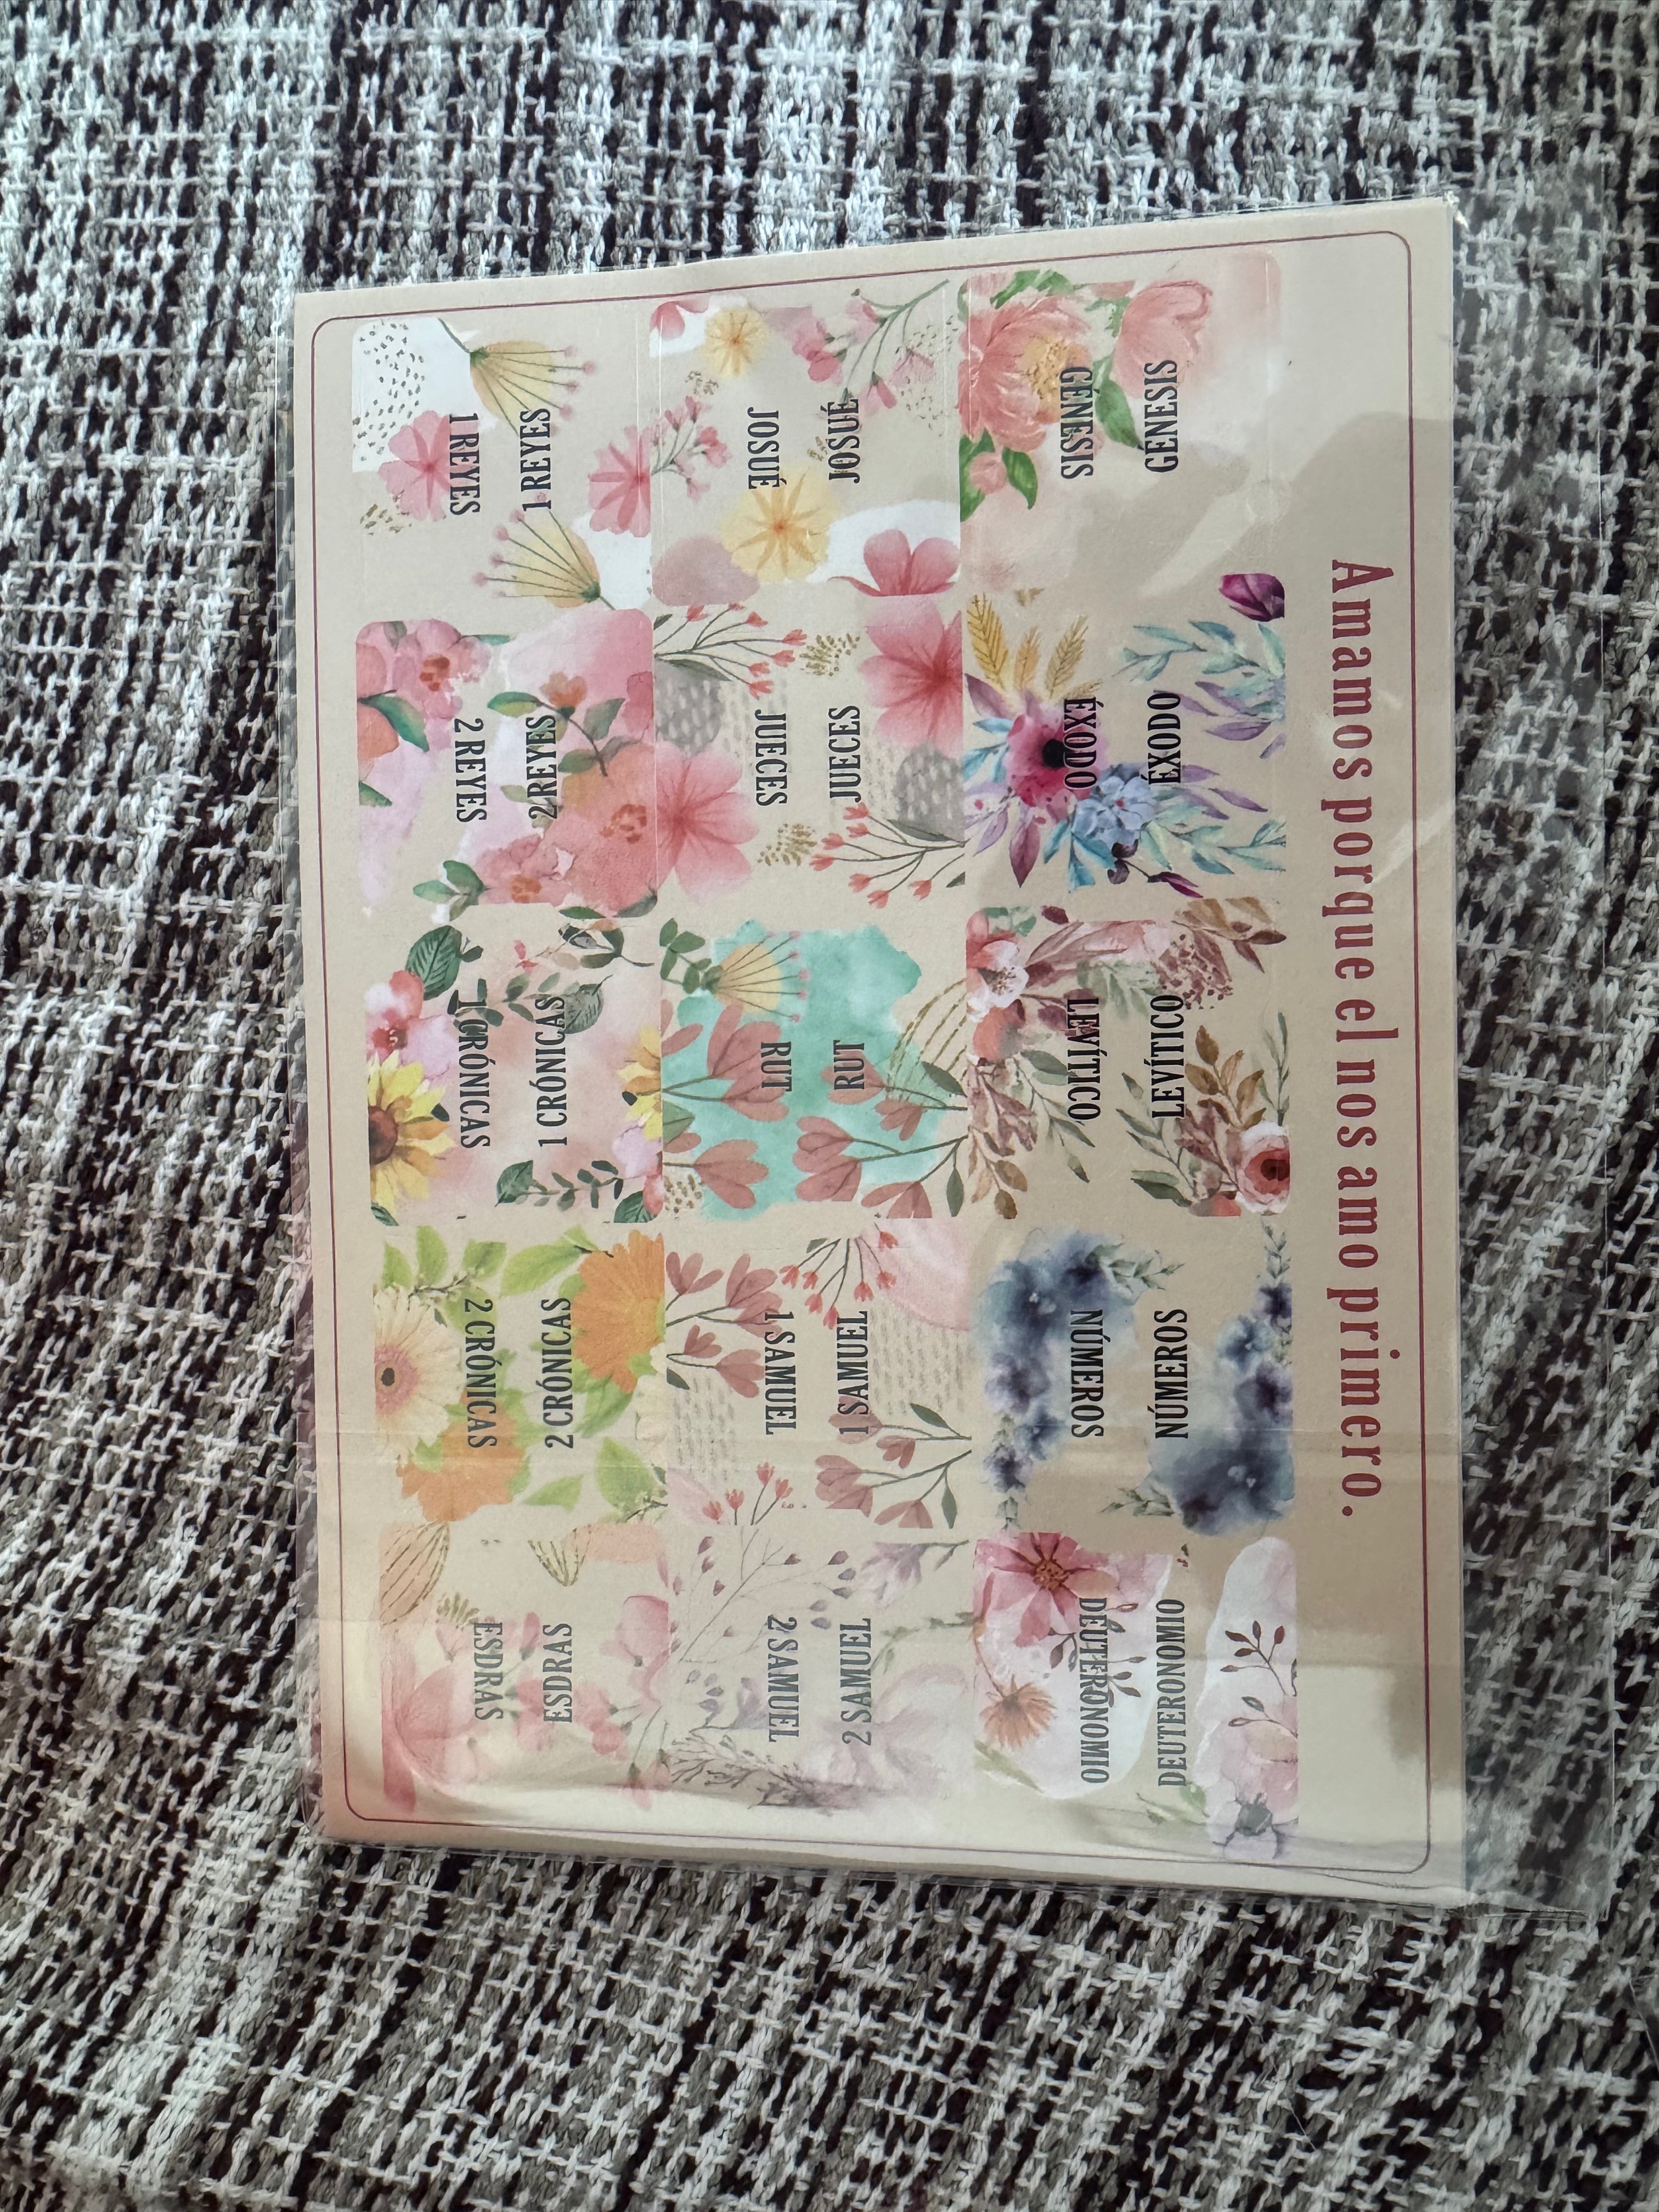 Amamos porque el nos amo primero.
GÉNESIS ÉXODO LEVÍTICO NÚMEROS DEUTERONOMIO
GÉNESIS ÉXODO LEVÍTICO NÚMEROS DEUTERONOMIO
JOSUÉ JUECES RUT 1 SAMUEL 2 SAMUEL
JOSUÉ JUECES RUT 1 SAMUEL 2 SAMUEL
1 REYES 2 REYES 1 CRÓNICAS 2 CRÓNICAS ESDRAS
1 REYES 2 REYES 1 CRÓNICAS 2 CRÓNICAS ESDRAS